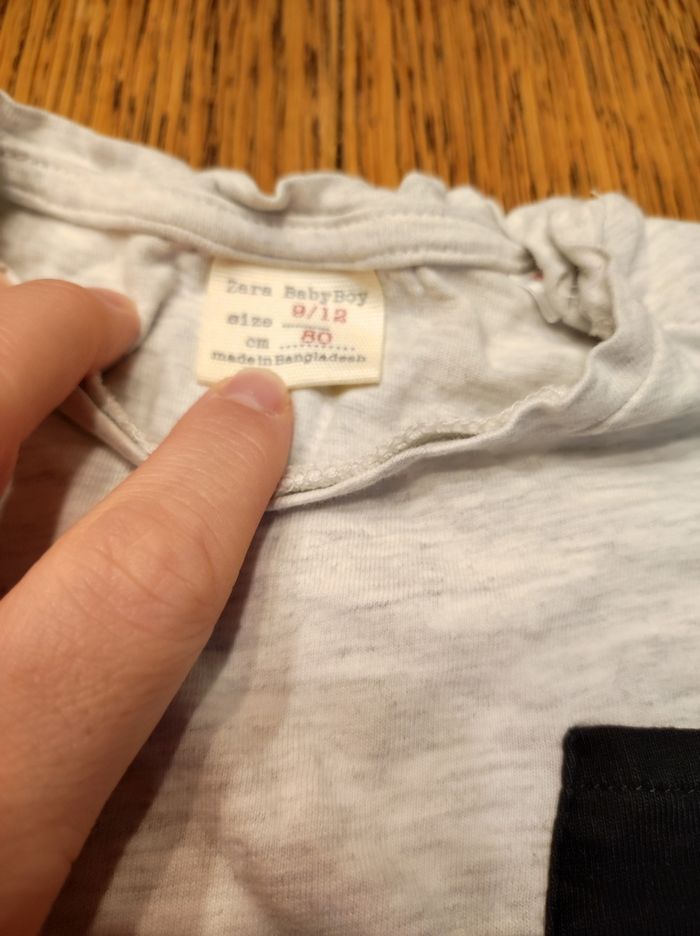 Zara BabyBoy
size 9/12
cm 80
made in Bangladesh